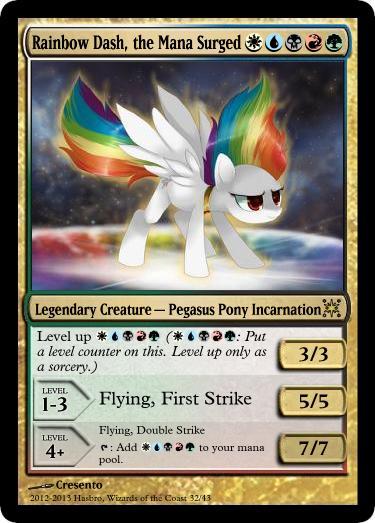 Rainbow Dash, the Mana Surged
Legendary Creature — Pegasus Pony Incarnation
Level up (: Put
a level counter on this. Level up only as
a sorcery.)
3/3
LEVEL
1-3
Flying, First Strike
5/5
LEVEL
4+
Flying, Double Strike
: Add to your mana
pool.
7/7
Cresento
2012-2013 Hasbro, Wizards of the Coast 32/43